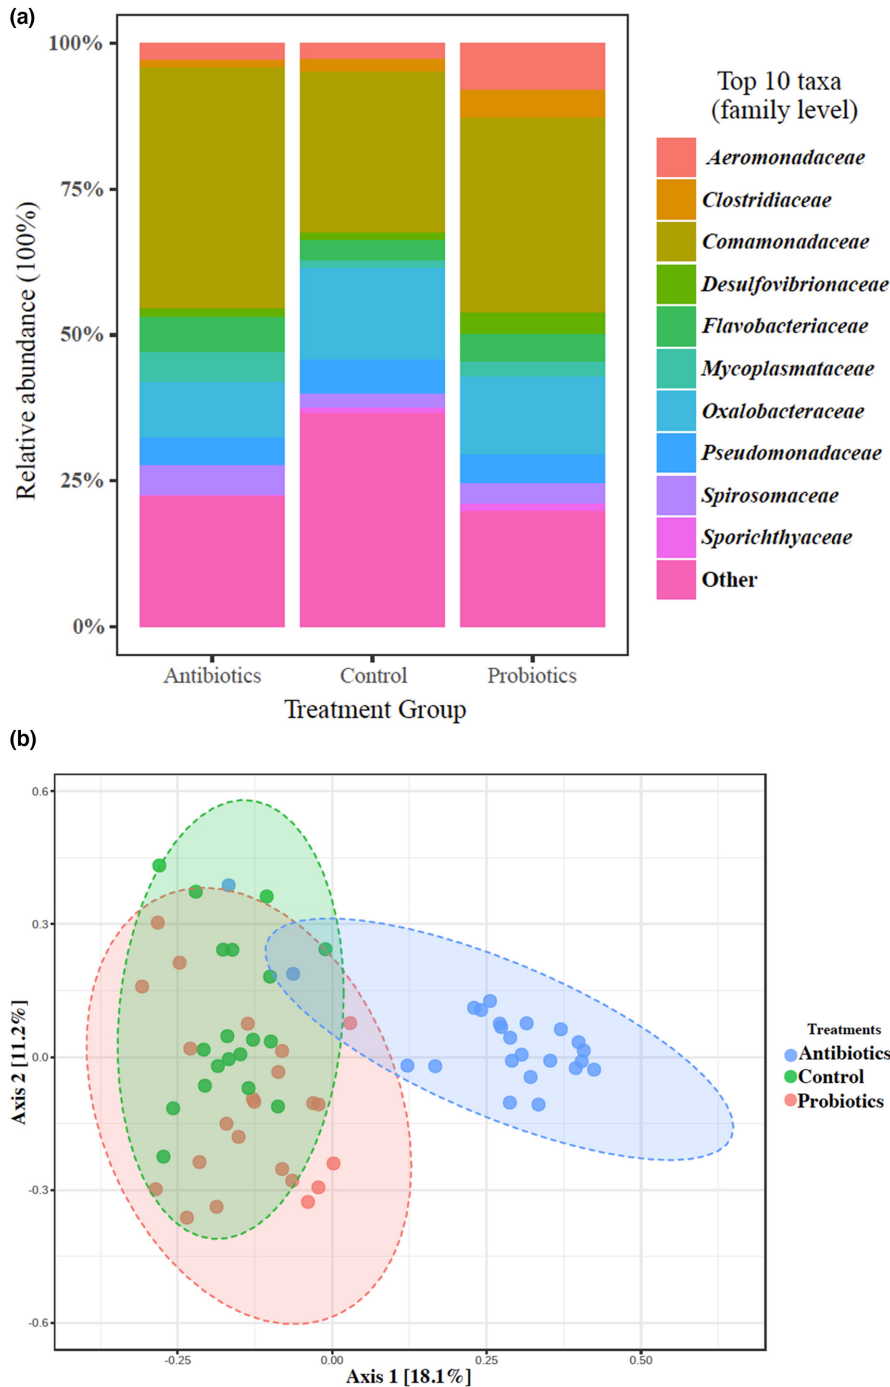 (a)
100%
75%
50%
25%
0%
Relative abundance (100%)
Antibiotics
Control
Probiotics
Treatment Group
Top 10 taxa
(family level)
Aeromonadaceae
Clostridiaceae
Comamonadaceae
Desulfovibrionaceae
Flavobacteriaceae
Mycoplasmataceae
Oxalobacteraceae
Pseudomonadaceae
Spirosomaceae
Sporichthyaceae
Other
(b)
0.6
0.3
0.0
-0.3
-0.6
Axis 2 [11.2%]
-0.25
0.00
0.25
0.50
Axis 1 [18.1%]
Treatments
Antibiotics
Control
Probiotics